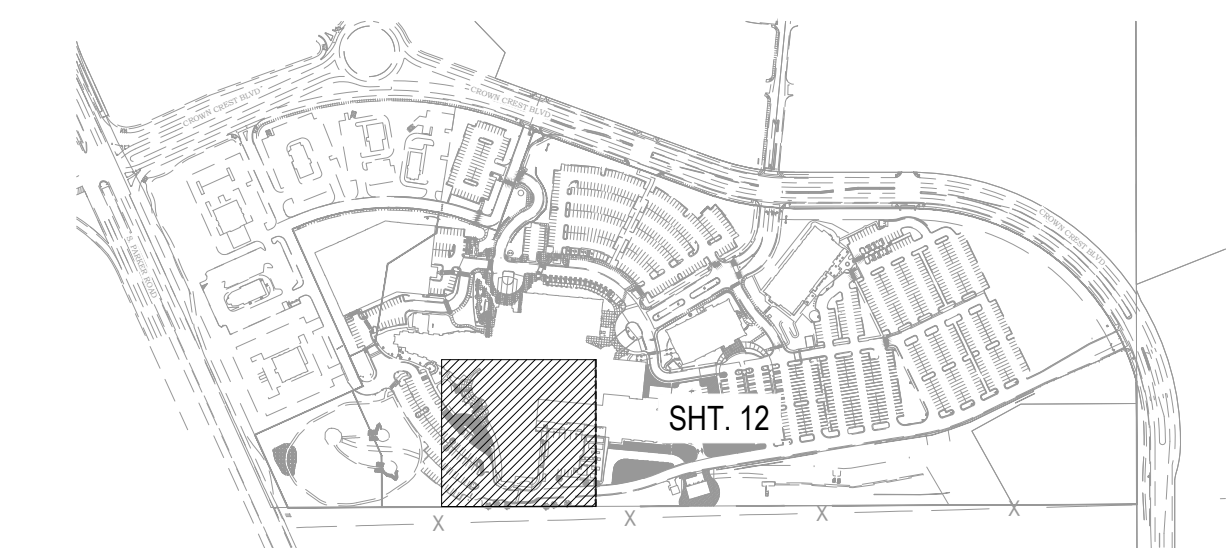 CROWN CREST BLVD
CROWN CREST BLVD
CROWN CREST BLVD
S. PARKER ROAD
SHT. 12
X X X X